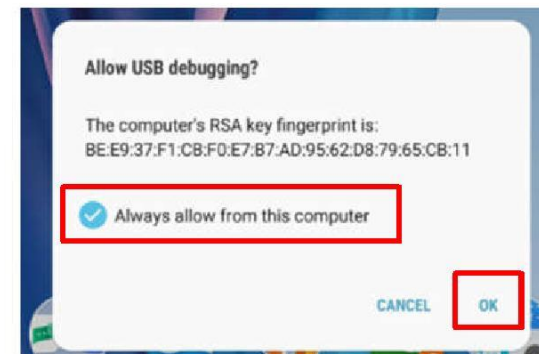 Allow USB debugging?
The computer's RSA key fingerprint is:
BE:E9:37:F1:CB:F0:E7:B7:AD:95:62:D8:79:65:CB:11
Always allow from this computer
CANCEL OK